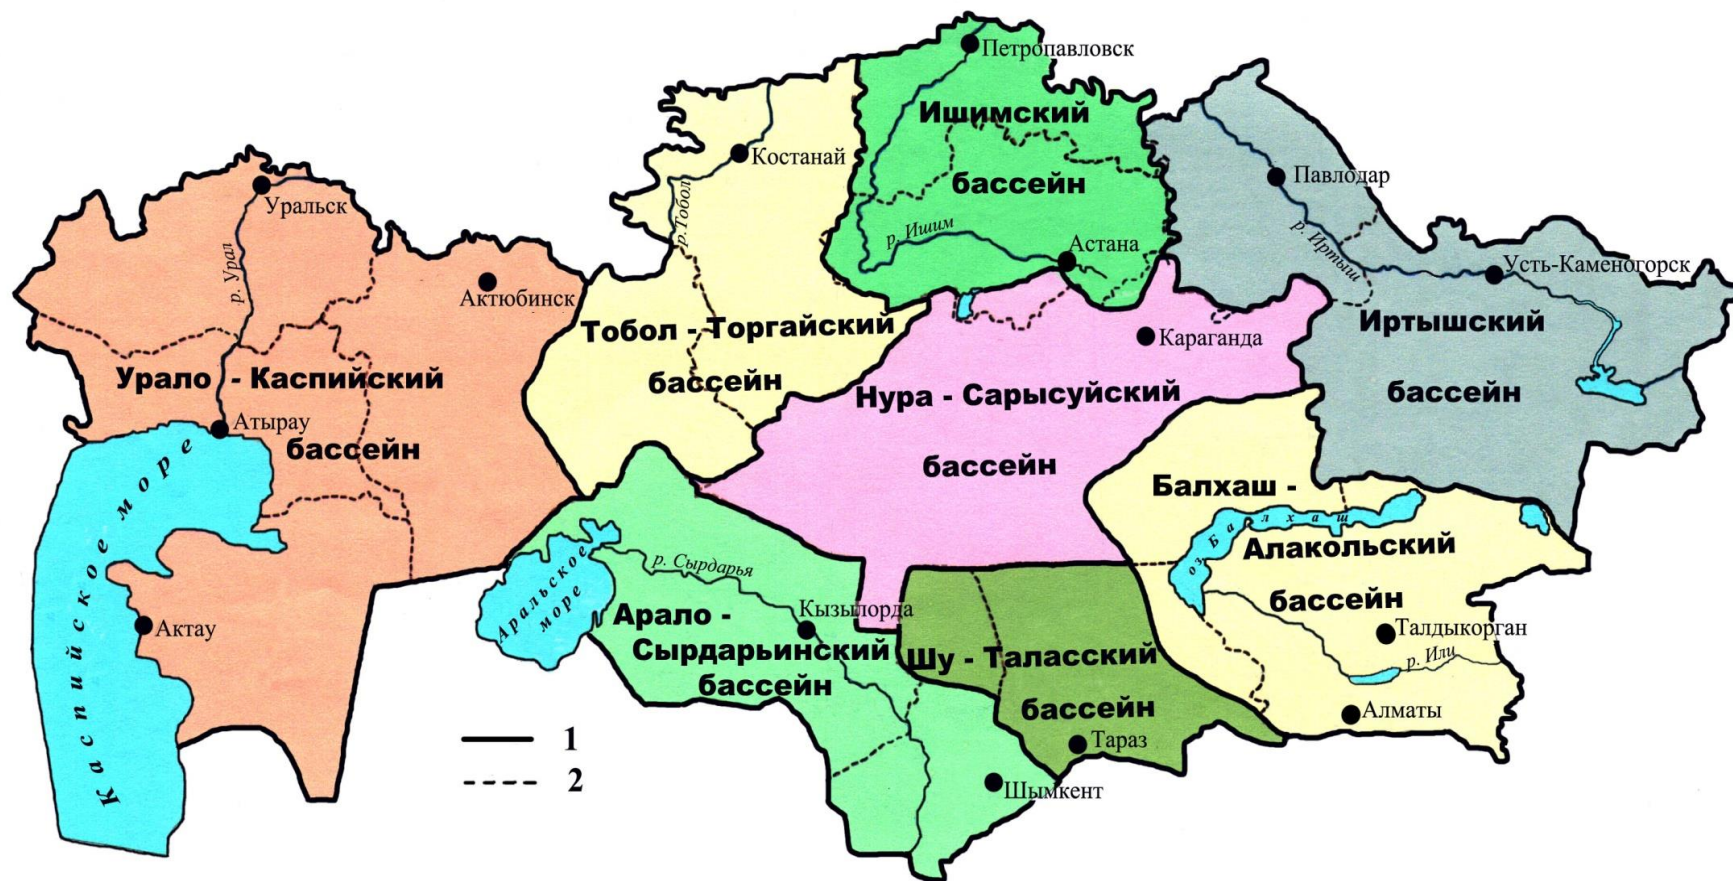 Петропавловск
Ишимский
бассейн
Костанай
р.Тобол
р. Ишим
Астана
Павлодар
р. Иртыш
Усть-Каменогорск
Иртышский
бассейн
Уральск
р. Урал
Актюбинск
Тобол - Торгайский
бассейн
Караганда
Урало - Каспийский
бассейн
Атырау
Нура - Сарысуйский
бассейн
Каспийское море
Актау
Балхаш -
Алакольский
бассейн
оз. Балхаш
Талдыкорган
р. Или
Алматы
Аральское
море
р. Сырдарья
Кызылорда
Арало -
Сырдарьинский
бассейн
Шу - Таласский
бассейн
Тараз
Шымкент
1
2